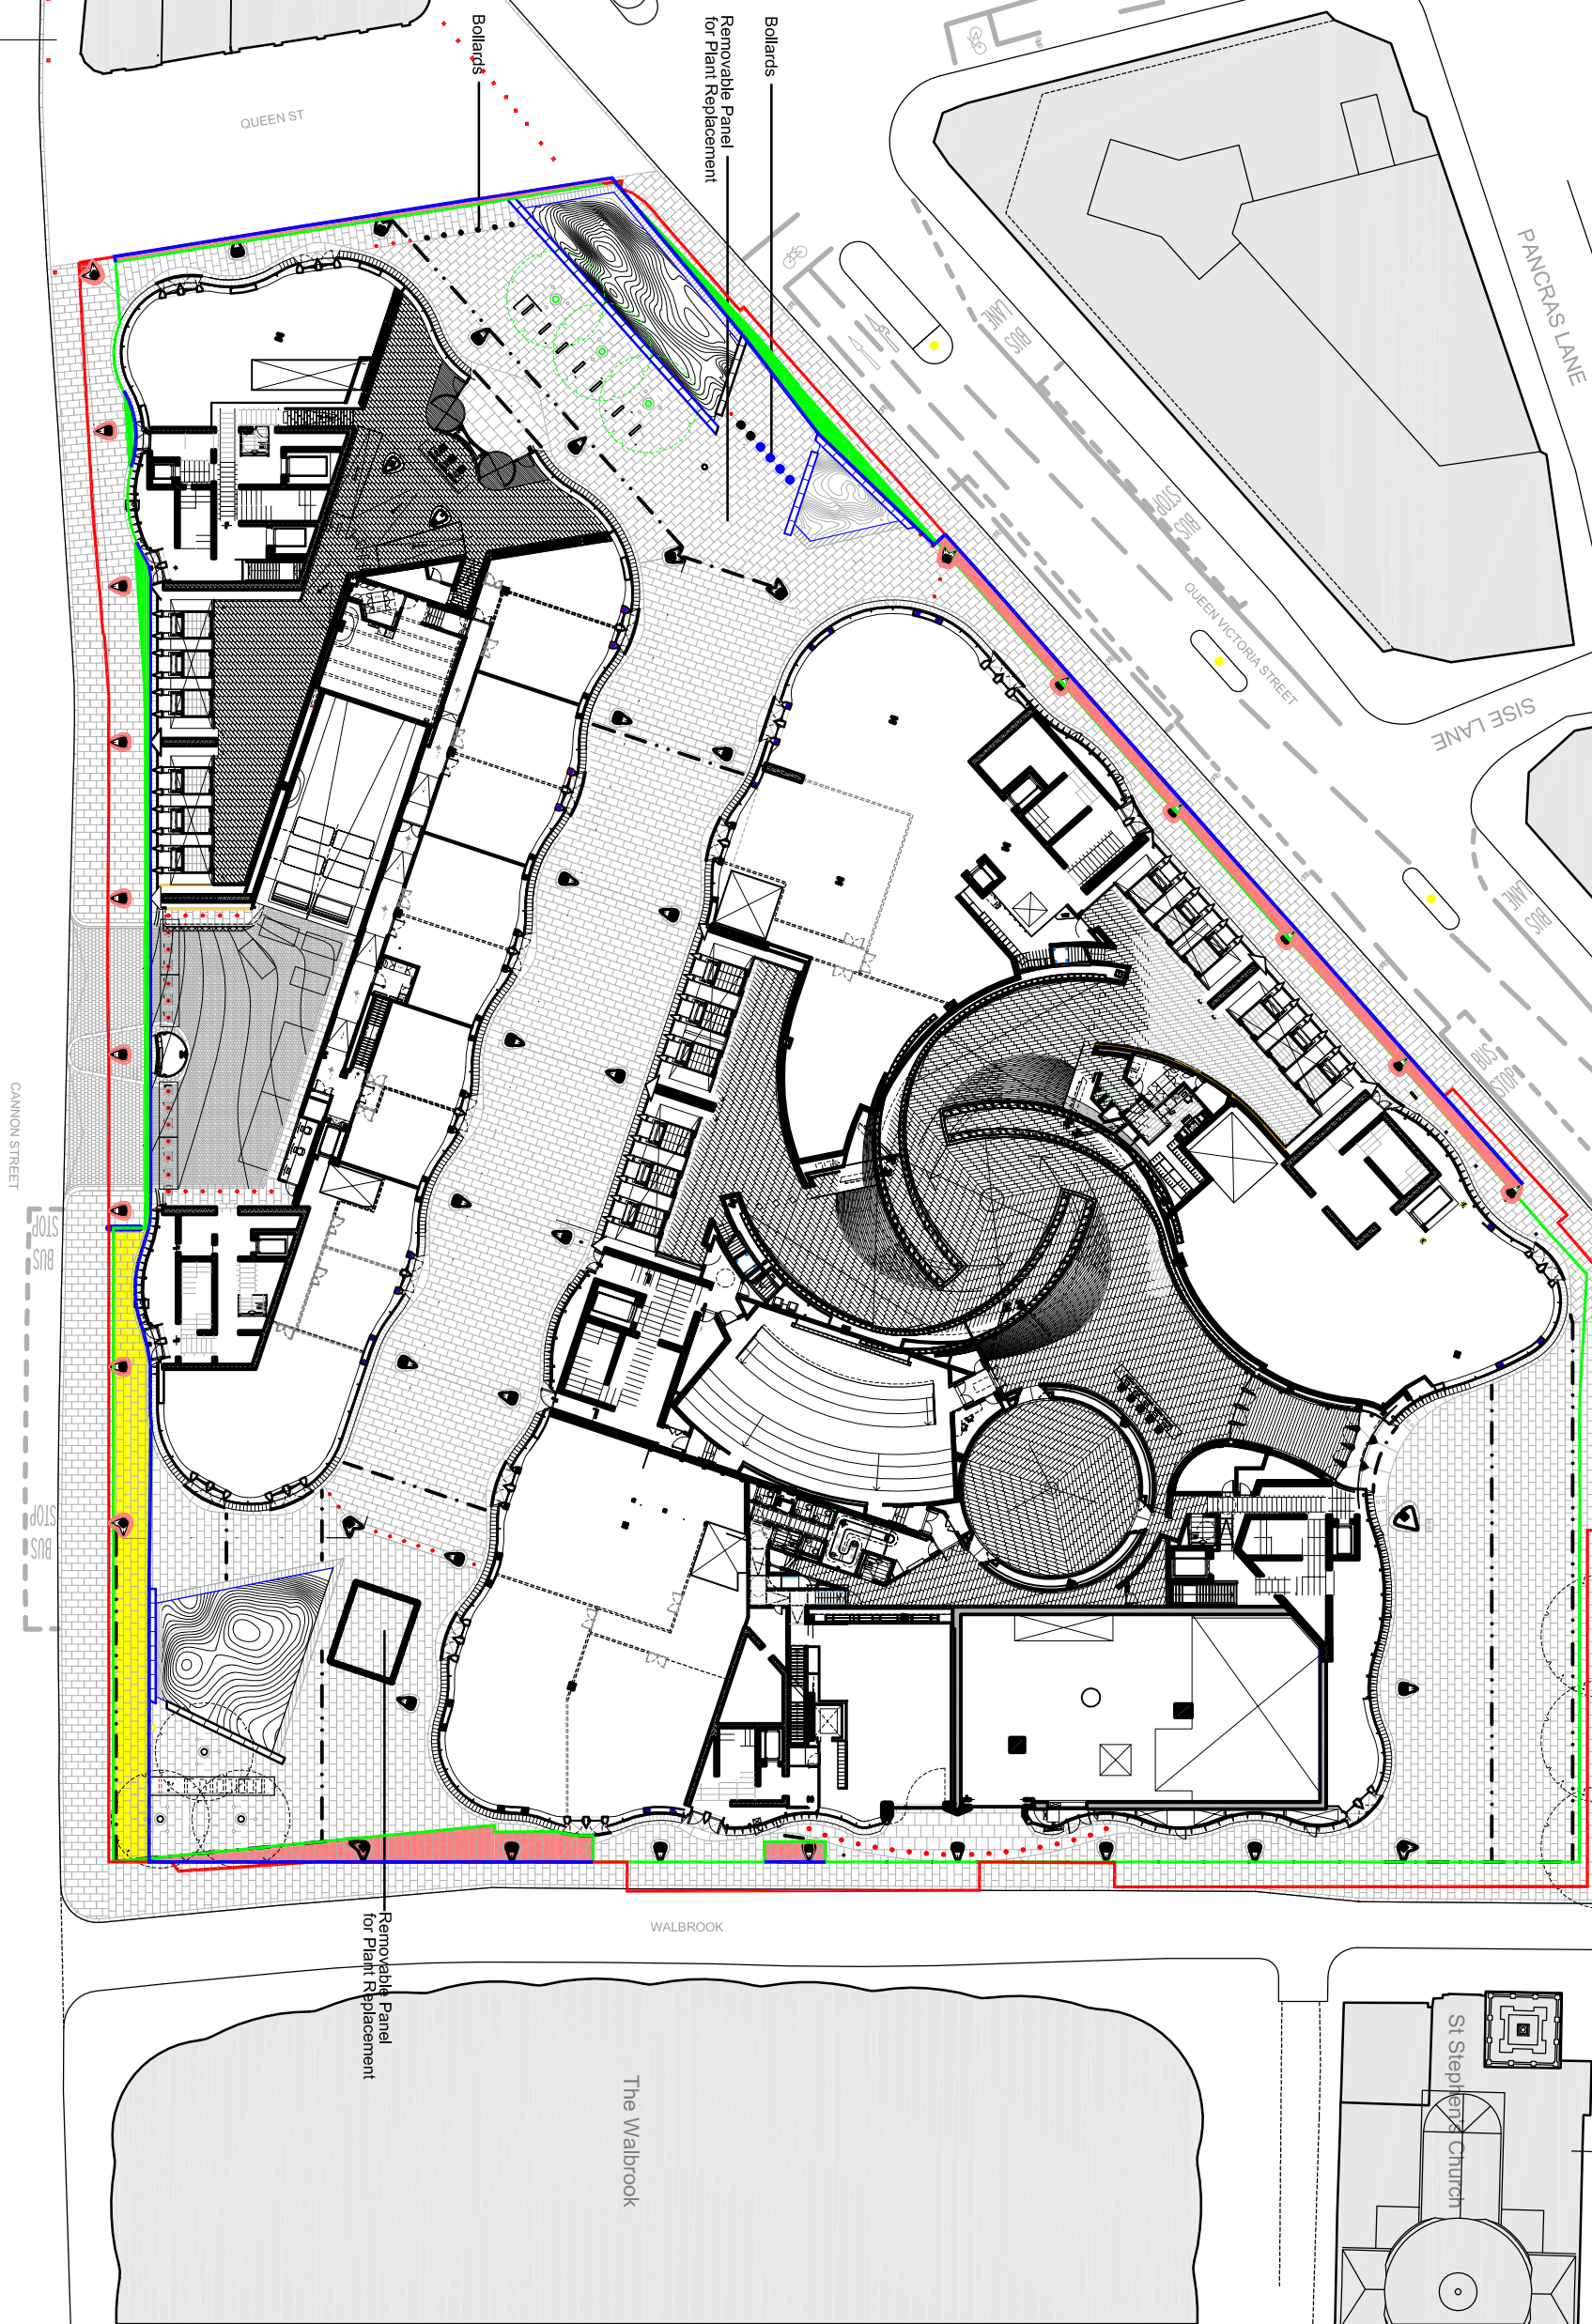 Bollards
Removable Panel
for Plant Replacement
Bollards
QUEEN ST
PANCRAS LANE
BUS
LANE
BUS
STOP
QUEEN VICTORIA STREET
SISE LANE
BUS
LANE
BUS
STOP
CANNON STREET
BUS
STOP
BUS
STOP
WALBROOK
Removable Panel
for Plant Replacement
The Walbrook
St Stephen's Church